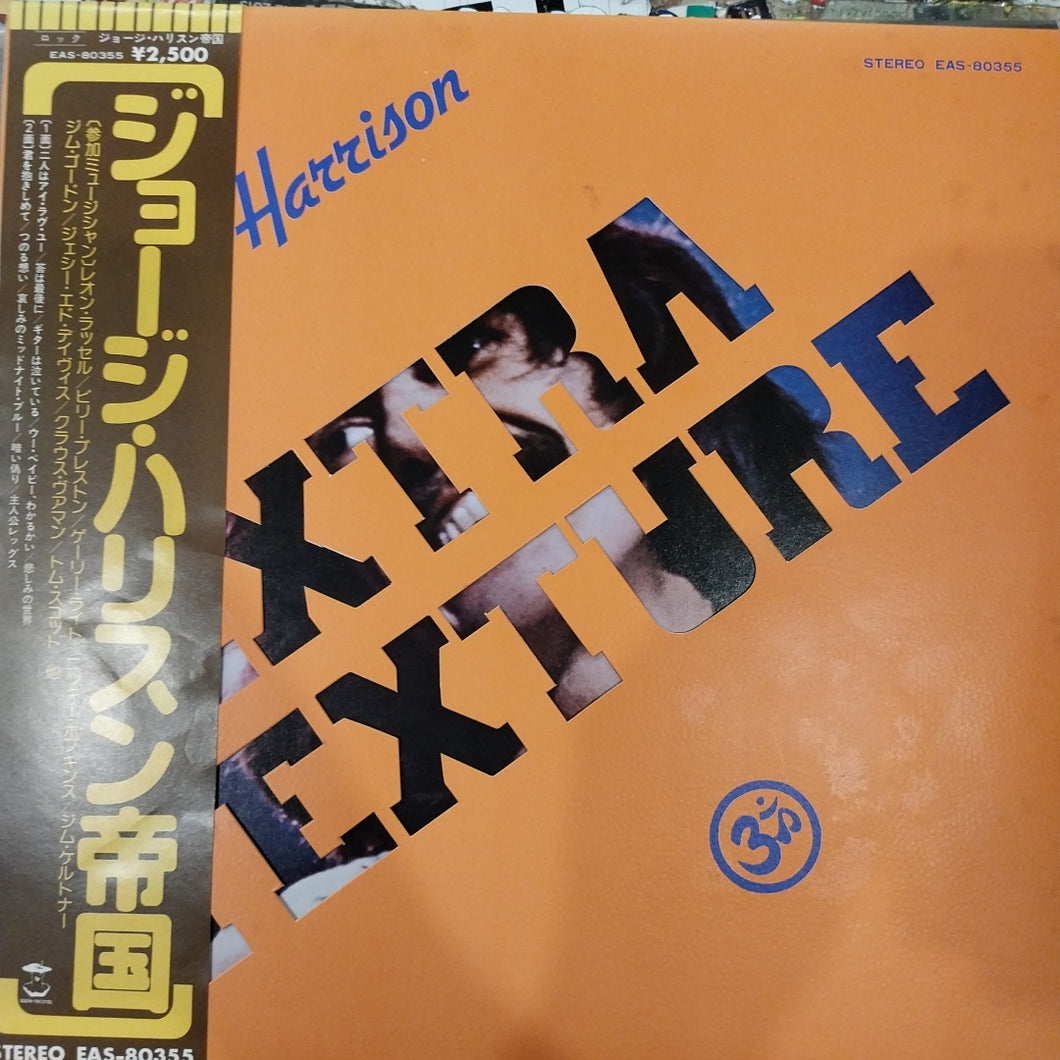 ロック ジョージ・ハリスン帝国
EAS-80355 ¥2,500
ジョージ・ハリスン帝国
〔参加ミュージシャン〕レオン・ラッセル/ビリー・プレストン/ゲーリー・ライト/ニッキー・ホプキンス/ジム・ケルトナー
ジム・ゴードン/ジェシー・エド・デイヴィス/クラウス・ヴアマン/トム・スコット 他
〔1面〕二人はアイ・ラヴ・ユー/答は最後に/ギターは泣いている/ウー・ベイビー、わかるかい/悲しみの世界
〔2面〕君を抱きしめて/つのる想い/哀しみのミッドナイト・ブルー/暗い偽り/主人公レッグス
STEREO EAS-80355
STEREO EAS-80355
Harrison
XTRA
TEXTURE
ॐ